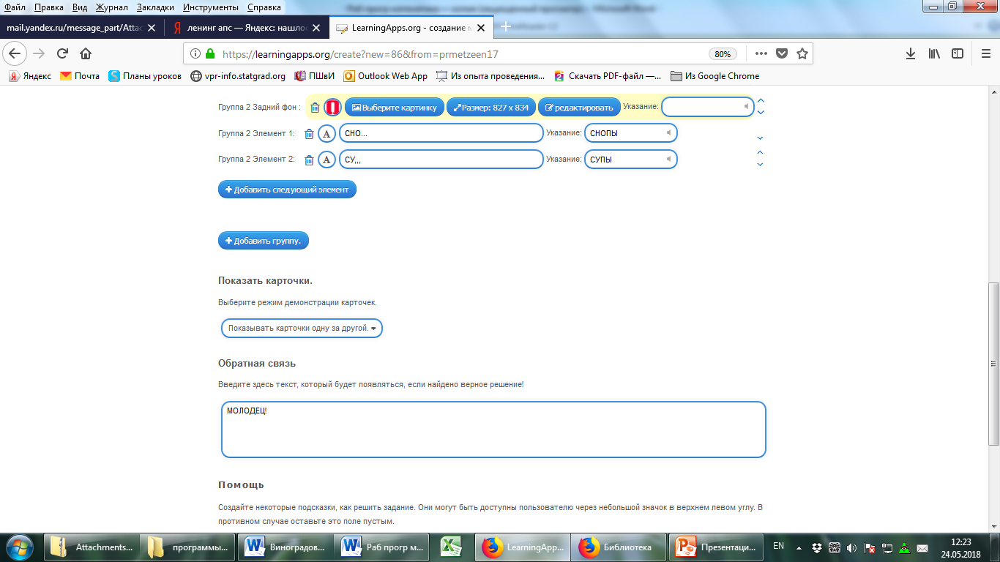 Файл Правка Вид Журнал Закладки Инструменты Справка
mail.yandex.ru/message_part/Attac
ленинг апс — Яндекс: нашлос
LearningApps.org - создание м
https://learningapps.org/create?new=86&from=prmetzeen17 80%
Яндекс Почта Планы уроков vpr-info.statgrad.org ПШвИ Outlook Web App Из опыта проведения... Скачать PDF-файл —... Из Google Chrome
Группа 2 Задний фон : Выберите картинку Размер: 827 x 834 редактировать Указание:
Группа 2 Элемент 1: A СНО... Указание: СНОПЫ
Группа 2 Элемент 2: A СУ,,, Указание: СУПЫ
Добавить следующий элемент
Добавить группу.
Показать карточки.
Выберите режим демонстрации карточек.
Показывать карточки одну за другой.
Обратная связь
Введите здесь текст, который будет появляться, если найдено верное решение!
МОЛОДЕЦ!
Помощь
Создайте некоторые подсказки, как решить задание. Они могут быть доступны пользователю через небольшой значок в верхнем левом углу. В
противном случае оставьте это поле пустым.
Attachments... программы... Виноградов... Раб прогр м... LearningApp... Библиотека Презентаци... EN 12:23
24.05.2018